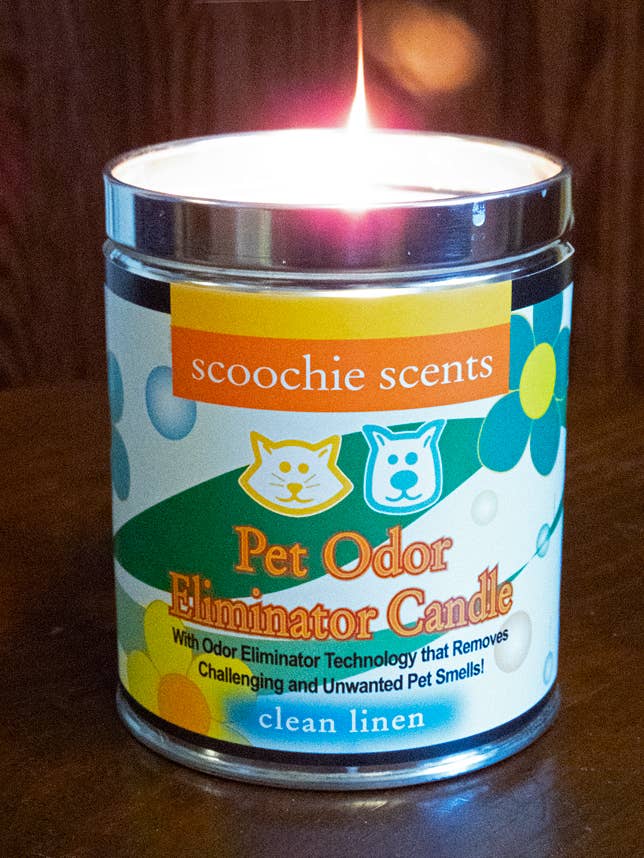 scoochie scents
Pet Odor
Eliminator Candle
With Odor Eliminator Technology that Removes
Challenging and Unwanted Pet Smells!
clean linen